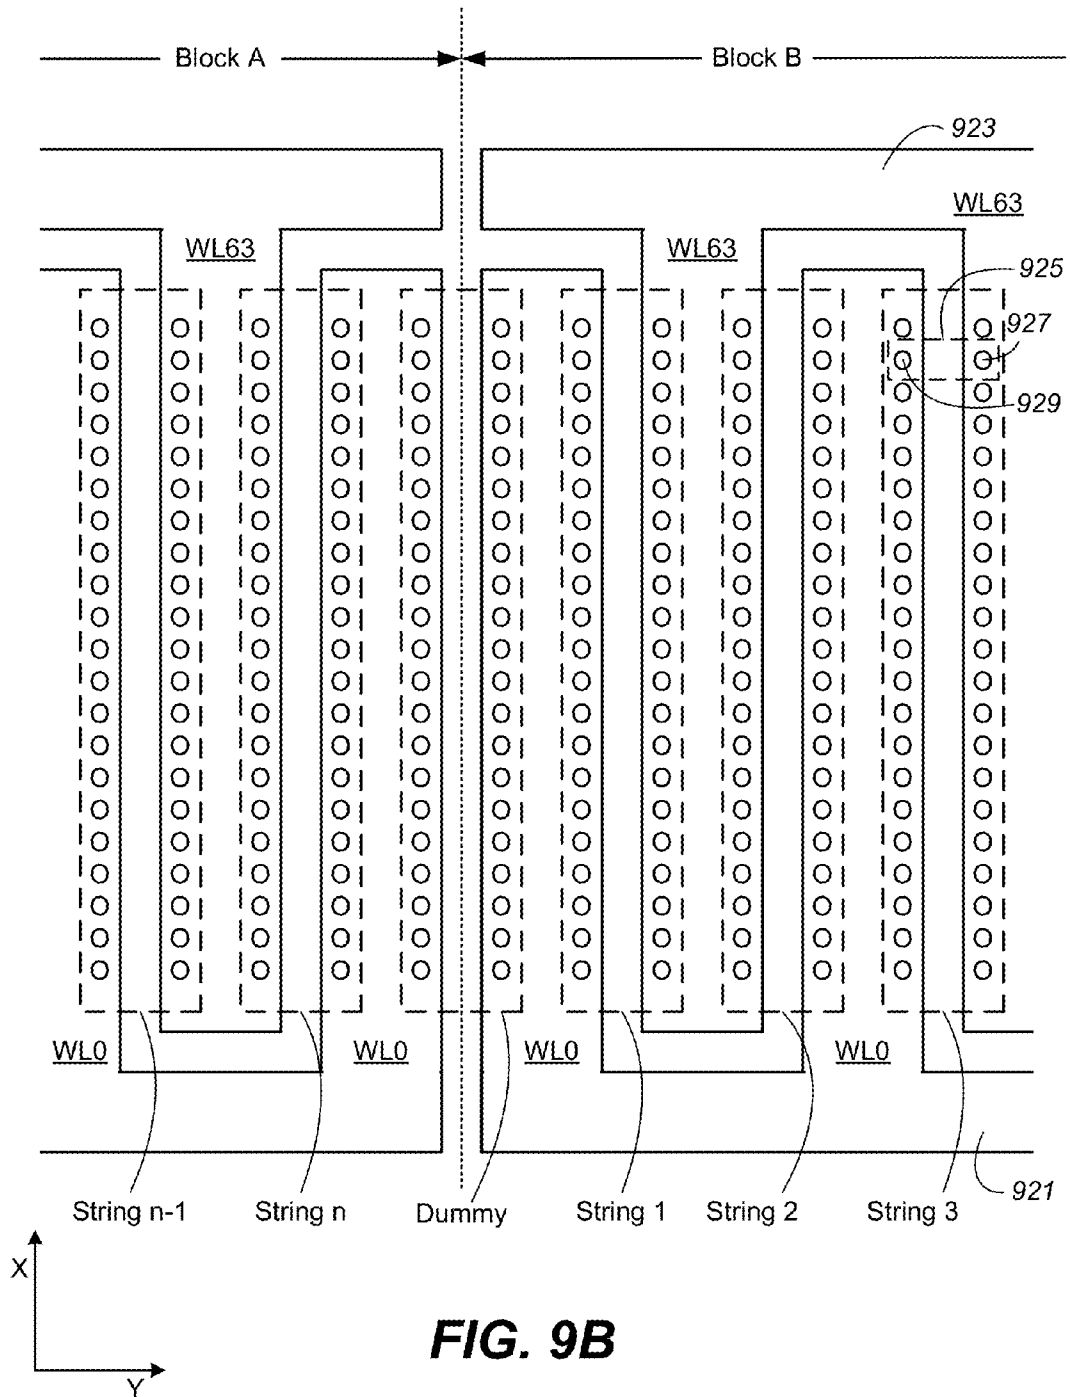 Block A
Block B
923
WL63
WL63
WL63
925
927
929
WL0
WL0
WL0
WL0
921
String n-1
String n
Dummy
String 1
String 2
String 3
X
Y
FIG. 9B